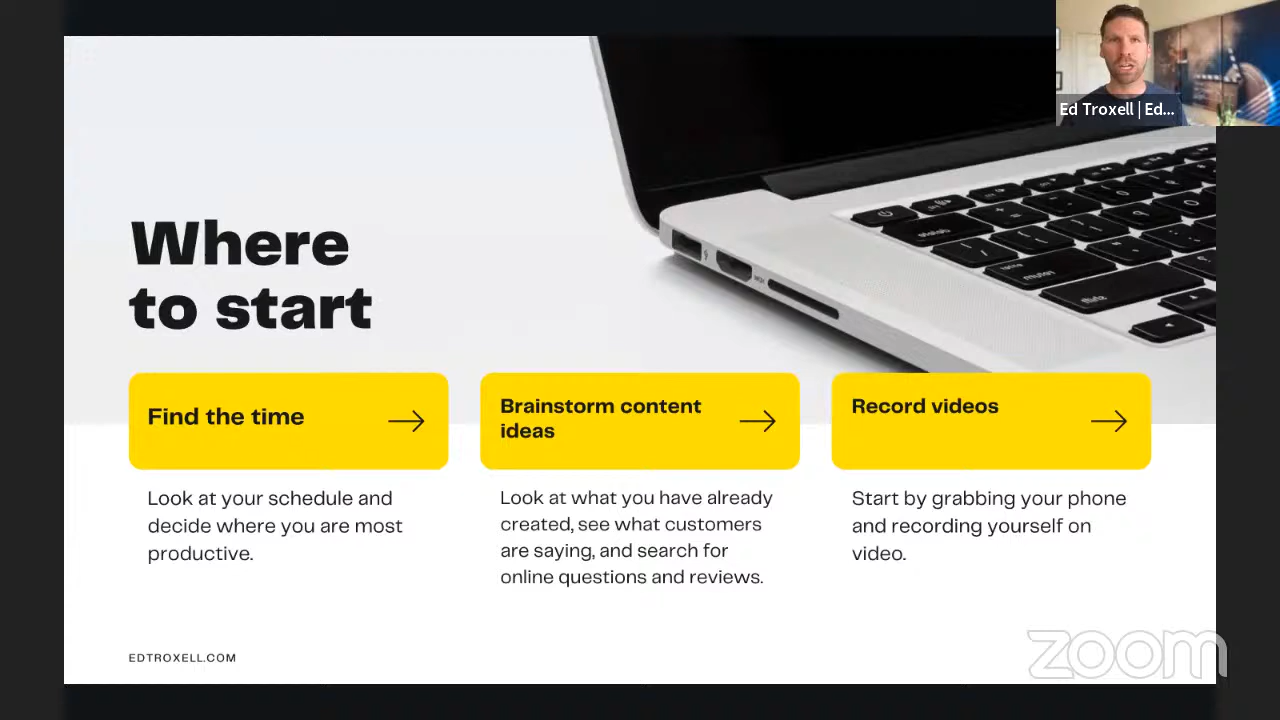 Ed Troxell | Ed...
Where
to start
Find the time
Look at your schedule and
decide where you are most
productive.
Brainstorm content
ideas
Look at what you have already
created, see what customers
are saying, and search for
online questions and reviews.
Record videos
Start by grabbing your phone
and recording yourself on
video.
EDTROXELL.COM
zoom